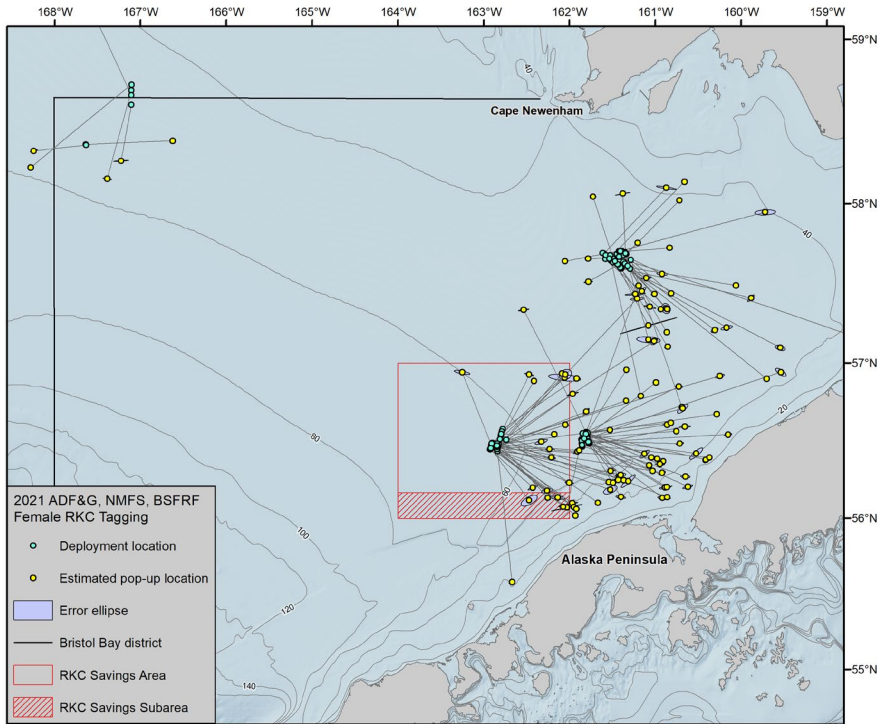 168°W 167°W 166°W 165°W 164°W 163°W 162°W 161°W 160°W 159°W
59°N
40
Cape Newenham
58°N
40
57°N
20
80
60
56°N
2021 ADF&G, NMFS, BSFRF
Female RKC Tagging
Deployment location
Estimated pop-up location
Error ellipse
Bristol Bay district
RKC Savings Area
RKC Savings Subarea
100
Alaska Peninsula
120
140
55°N